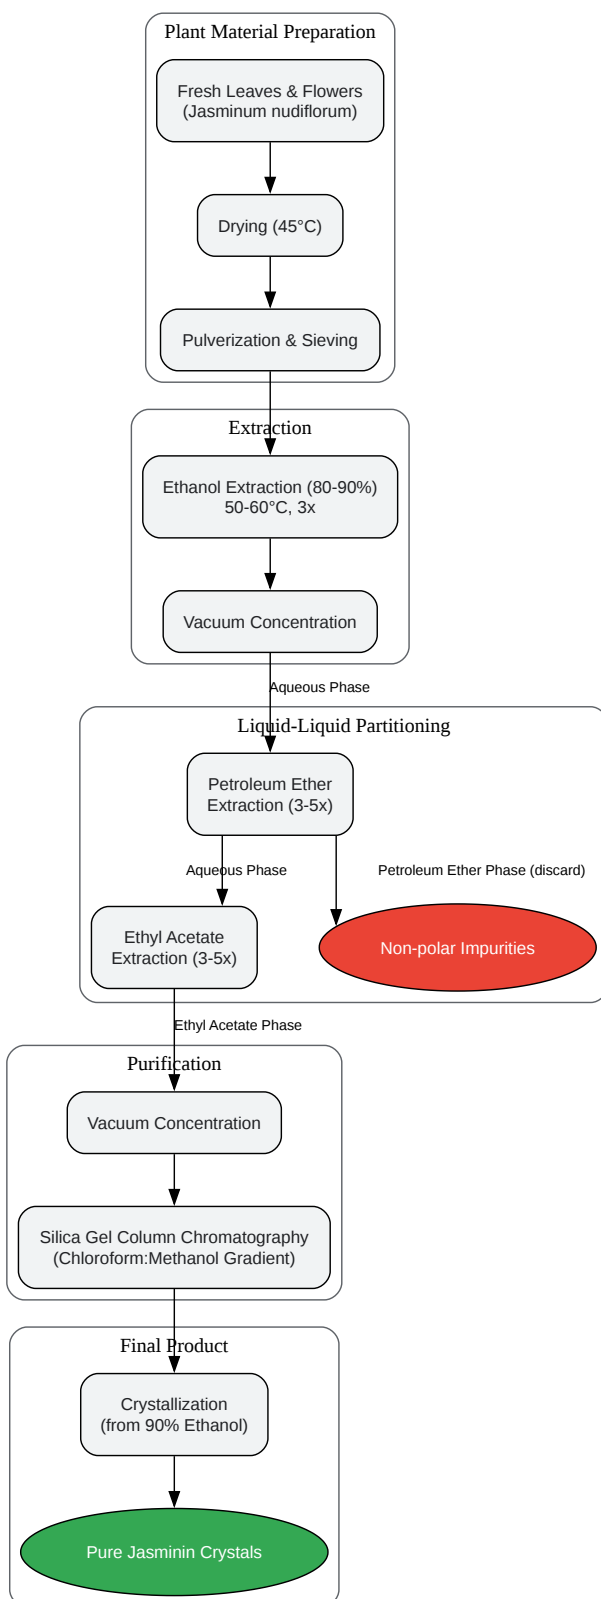 Plant Material Preparation
Fresh Leaves & Flowers
(Jasminum nudiflorum)
Drying (45°C)
Pulverization & Sieving
Extraction
Ethanol Extraction (80-90%)
50-60°C, 3x
Vacuum Concentration
Aqueous Phase
Liquid-Liquid Partitioning
Petroleum Ether
Extraction (3-5x)
Aqueous Phase
Petroleum Ether Phase (discard)
Ethyl Acetate
Extraction (3-5x)
Non-polar Impurities
Ethyl Acetate Phase
Purification
Vacuum Concentration
Silica Gel Column Chromatography
(Chloroform:Methanol Gradient)
Final Product
Crystallization
(from 90% Ethanol)
Pure Jasminin Crystals